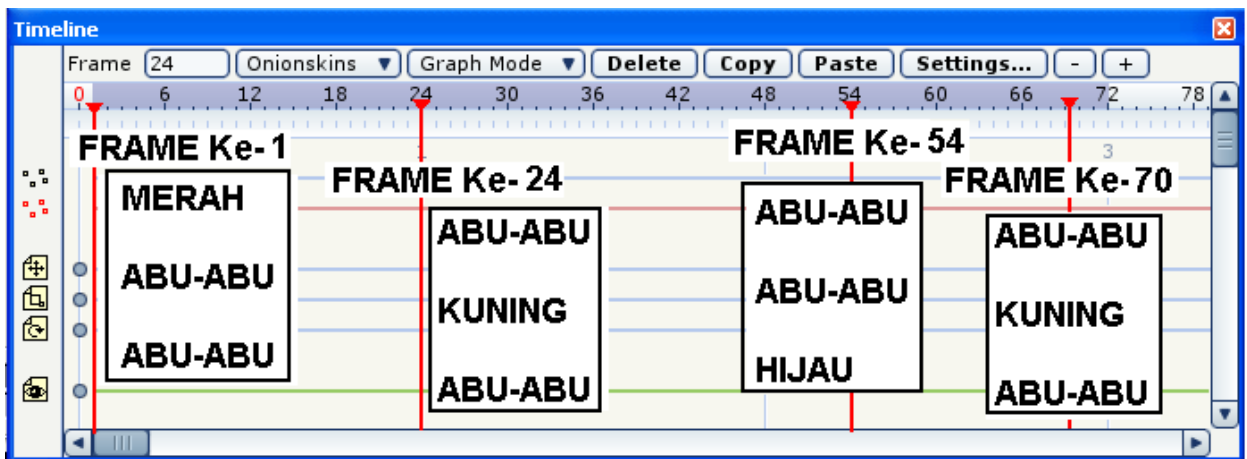 Timeline
Frame 24 Onionskins Graph Mode Delete Copy Paste Settings... - +
0 6 12 18 24 30 36 42 48 54 60 66 72 78
FRAME Ke-1
MERAH
ABU-ABU
ABU-ABU
1
FRAME Ke-24
ABU-ABU
KUNING
ABU-ABU
FRAME Ke-54
ABU-ABU
ABU-ABU
HIJAU
3
FRAME Ke-70
ABU-ABU
KUNING
ABU-ABU